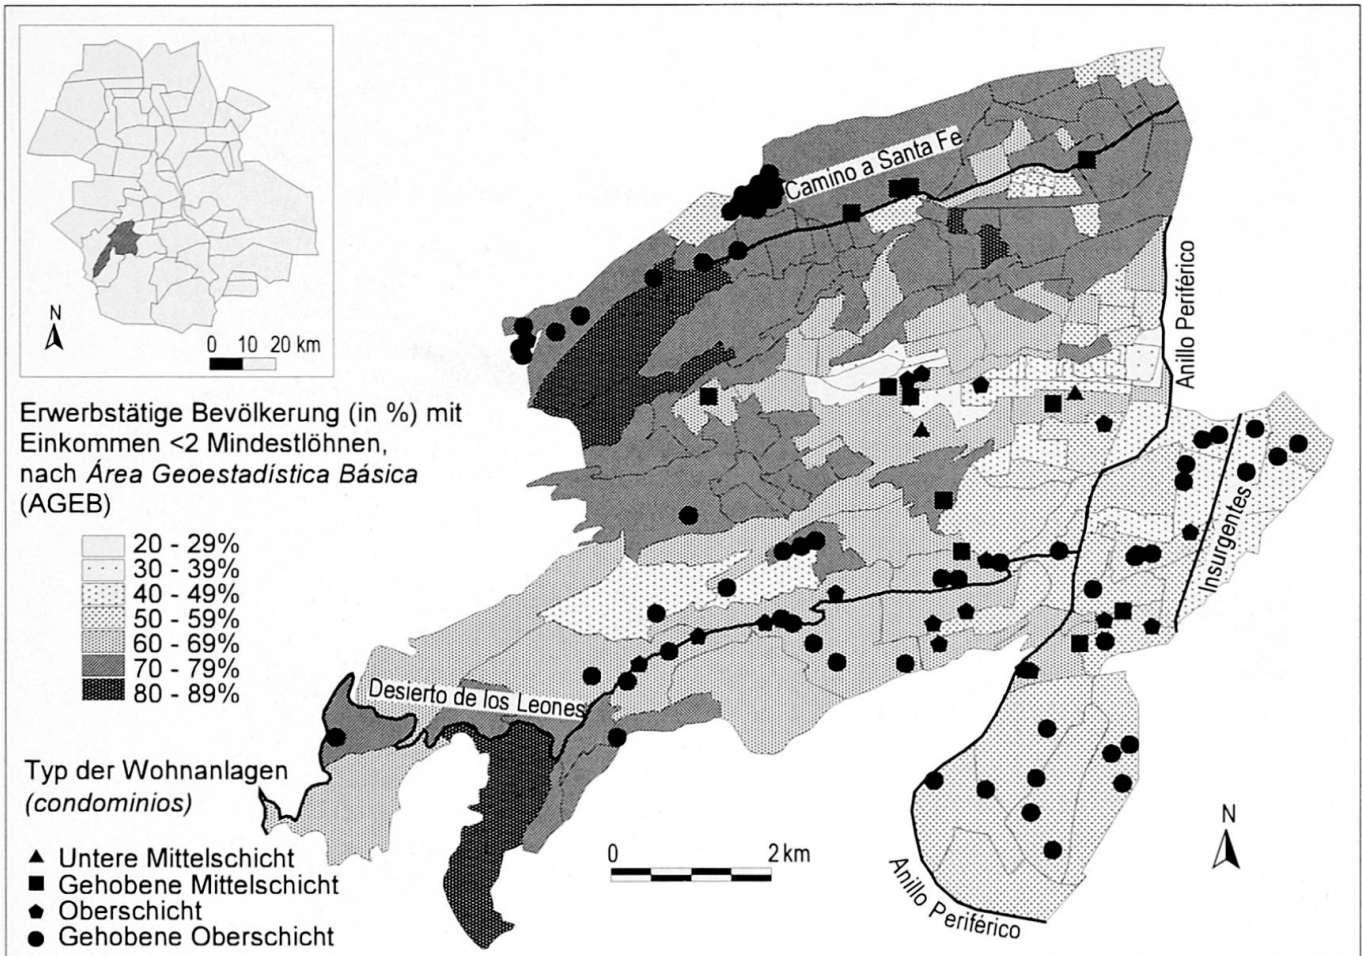 N
0 10 20 km
Erwerbstätige Bevölkerung (in %) mit
Einkommen <2 Mindestlöhnen,
nach Área Geoestadística Básica
(AGEB)
20 - 29%
30 - 39%
40 - 49%
50 - 59%
60 - 69%
70 - 79%
80 - 89%
Typ der Wohnanlagen
(condominios)
Untere Mittelschicht
Gehobene Mittelschicht
Oberschicht
Gehobene Oberschicht
Camino a Santa Fe
Anillo Periférico
Insurgentes
Desierto de los Leones
Anillo Periférico
0 2 km
N